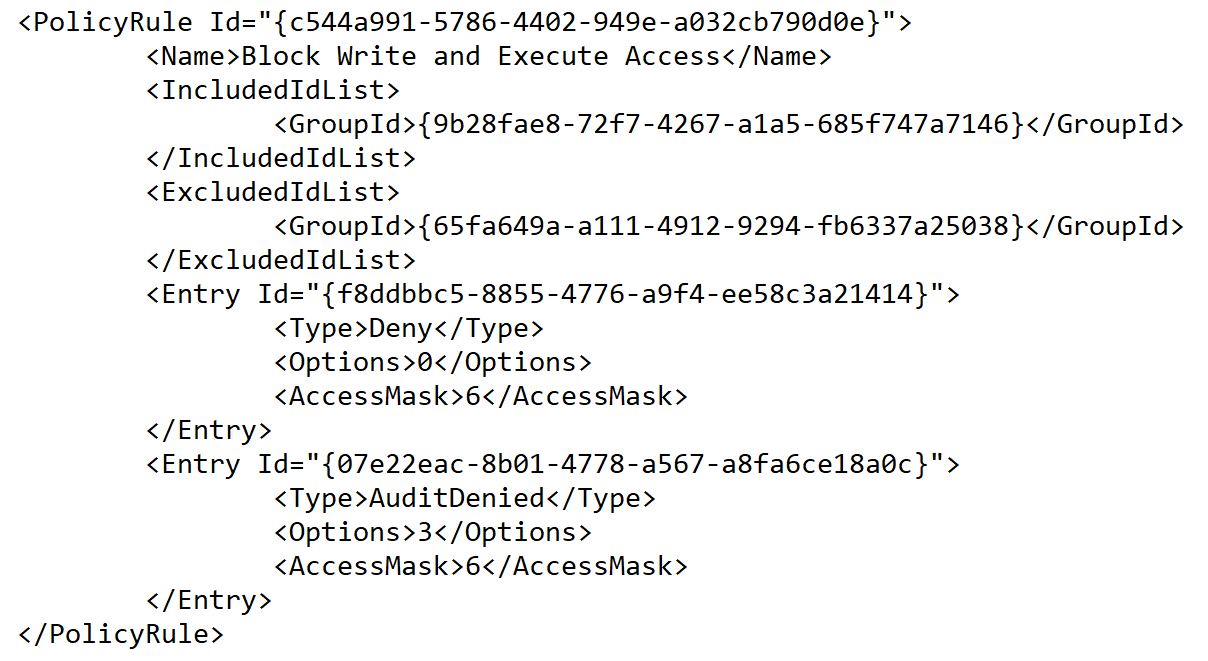 <PolicyRule Id="{c544a991-5786-4402-949e-a032cb790d0e}">
<Name>Block Write and Execute Access</Name>
<IncludedIdList>
<GroupId>{9b28fae8-72f7-4267-a1a5-685f747a7146}</GroupId>
</IncludedIdList>
<ExcludedIdList>
<GroupId>{65fa649a-a111-4912-9294-fb6337a25038}</GroupId>
</ExcludedIdList>
<Entry Id="{f8ddbbc5-8855-4776-a9f4-ee58c3a21414}">
<Type>Deny</Type>
<Options>0</Options>
<AccessMask>6</AccessMask>
</Entry>
<Entry Id="{07e22eac-8b01-4778-a567-a8fa6ce18a0c}">
<Type>AuditDenied</Type>
<Options>3</Options>
<AccessMask>6</AccessMask>
</Entry>
</PolicyRule>